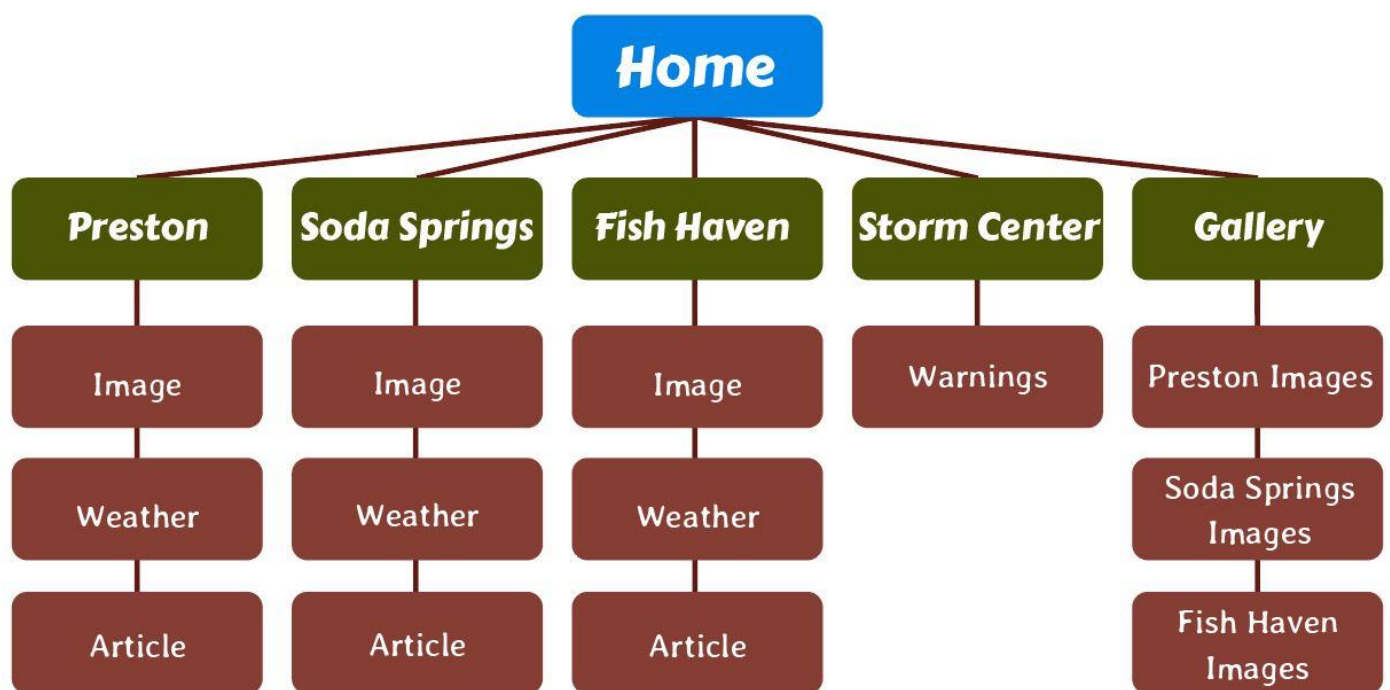 Home
Preston
Soda Springs
Fish Haven
Storm Center
Gallery
Image
Image
Image
Warnings
Preston Images
Weather
Weather
Weather
Soda Springs
Images
Article
Article
Article
Fish Haven
Images